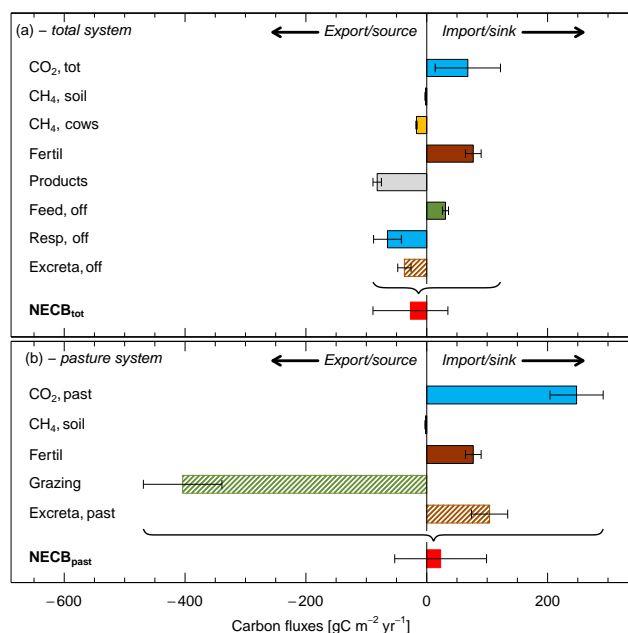 (a) – total system
Export/source Import/sink
CO₂, tot
CH₄, soil
CH₄, cows
Fertil
Products
Feed, off
Resp, off
Excreta, off
NECBtot
(b) – pasture system
Export/source Import/sink
CO₂, past
CH₄, soil
Fertil
Grazing
Excreta, past
NECBpast
−600 −400 −200 0 200
Carbon fluxes [gC m⁻² yr⁻¹]